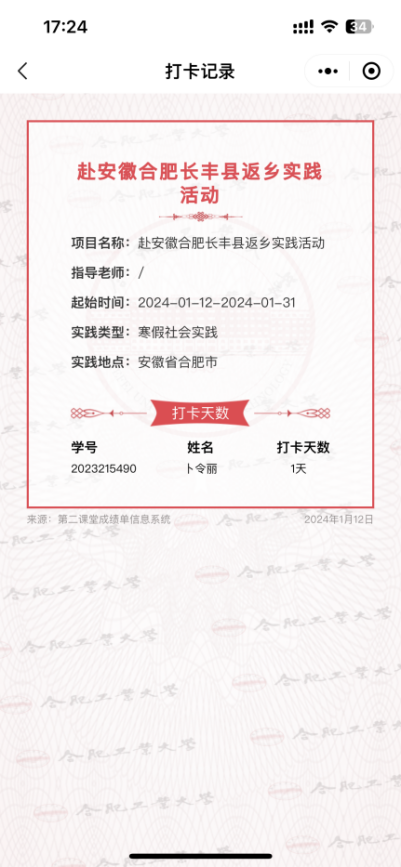 17:24
34
打卡记录
赴安徽合肥长丰县返乡实践
活动
项目名称：赴安徽合肥长丰县返乡实践活动
指导老师：/
起始时间：2024-01-12-2024-01-31
实践类型：寒假社会实践
实践地点：安徽省合肥市
打卡天数
学号 姓名 打卡天数
2023215490 卜令丽 1天
来源：第二课堂成绩单信息系统 2024年1月12日
合肥工业大学